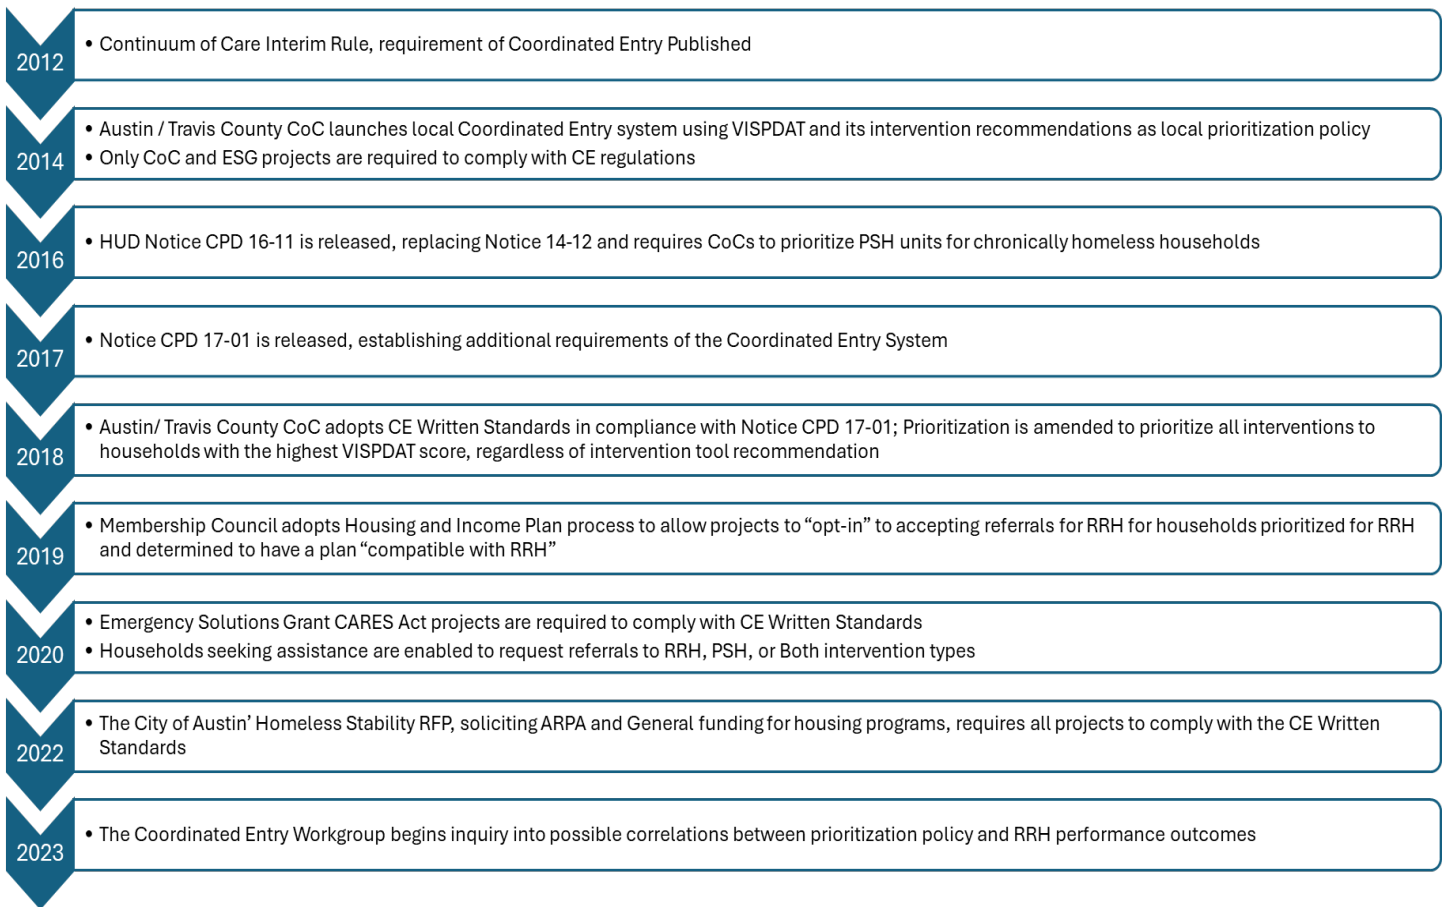 2012
• Continuum of Care Interim Rule, requirement of Coordinated Entry Published
2014
• Austin / Travis County CoC launches local Coordinated Entry system using VISPDAT and its intervention recommendations as local prioritization policy
• Only CoC and ESG projects are required to comply with CE regulations
2016
• HUD Notice CPD 16-11 is released, replacing Notice 14-12 and requires CoCs to prioritize PSH units for chronically homeless households
2017
• Notice CPD 17-01 is released, establishing additional requirements of the Coordinated Entry System
2018
• Austin/ Travis County CoC adopts CE Written Standards in compliance with Notice CPD 17-01; Prioritization is amended to prioritize all interventions to
households with the highest VISPDAT score, regardless of intervention tool recommendation
2019
• Membership Council adopts Housing and Income Plan process to allow projects to “opt-in” to accepting referrals for RRH for households prioritized for RRH
and determined to have a plan “compatible with RRH”
2020
• Emergency Solutions Grant CARES Act projects are required to comply with CE Written Standards
• Households seeking assistance are enabled to request referrals to RRH, PSH, or Both intervention types
2022
• The City of Austin’ Homeless Stability RFP, soliciting ARPA and General funding for housing programs, requires all projects to comply with the CE Written
Standards
2023
• The Coordinated Entry Workgroup begins inquiry into possible correlations between prioritization policy and RRH performance outcomes